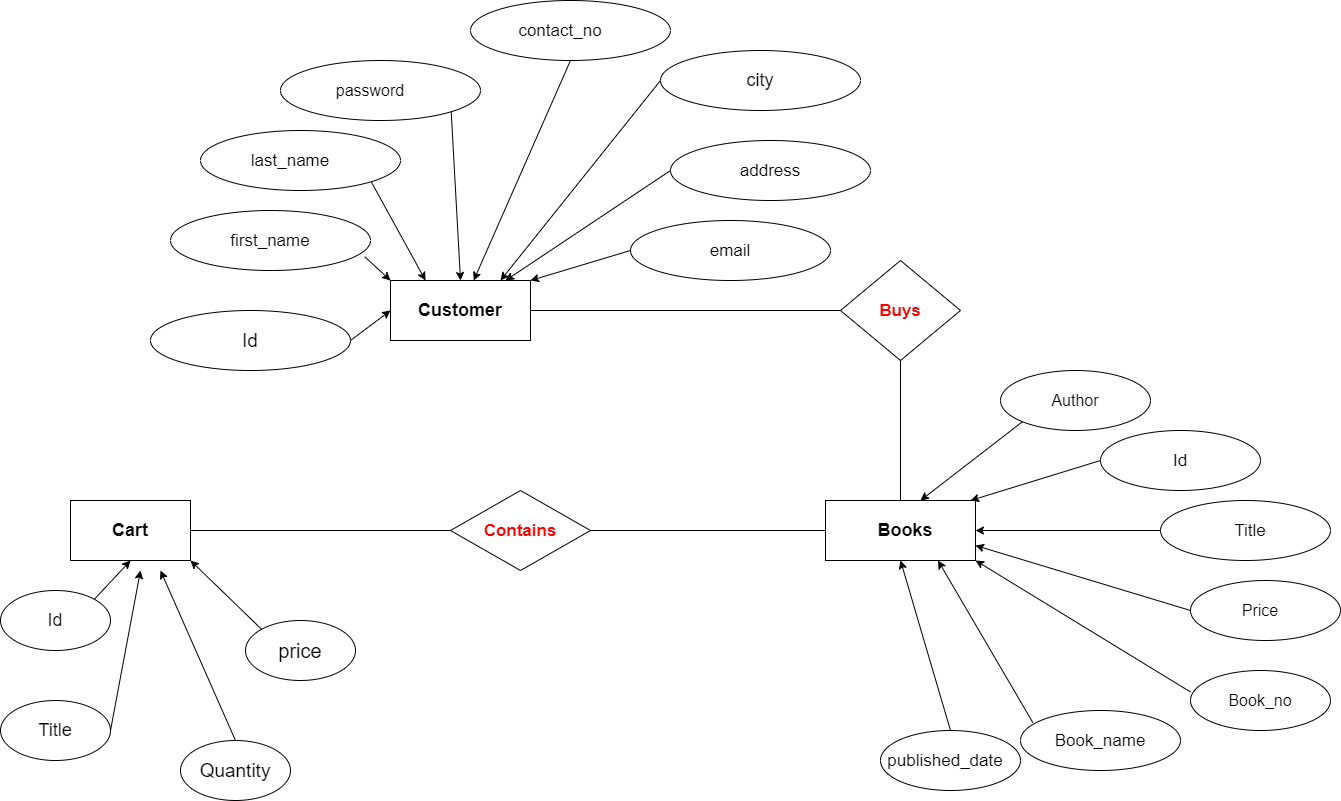 contact_no
city
password
last_name
address
first_name
email
Customer
Buys
Id
Author
Id
Cart
Contains
Books
Title
Id
price
Price
Title
Quantity
Book_no
Book_name
published_date